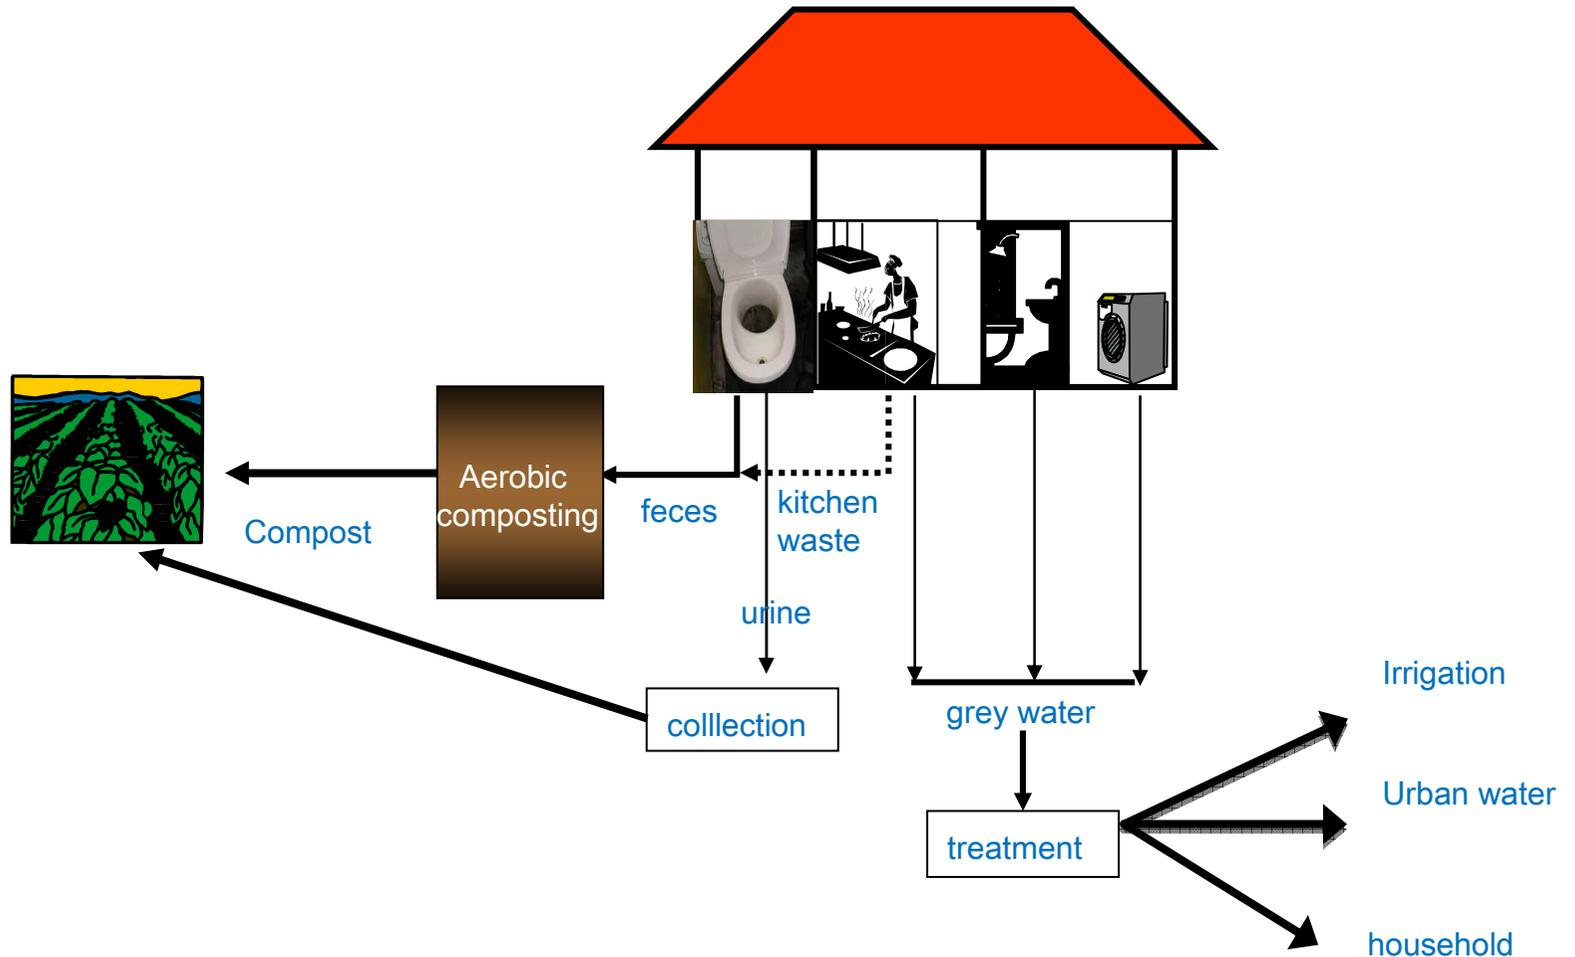 Aerobic
composting
feces
kitchen
waste
Compost
urine
colllection
grey water
treatment
Irrigation
Urban water
household